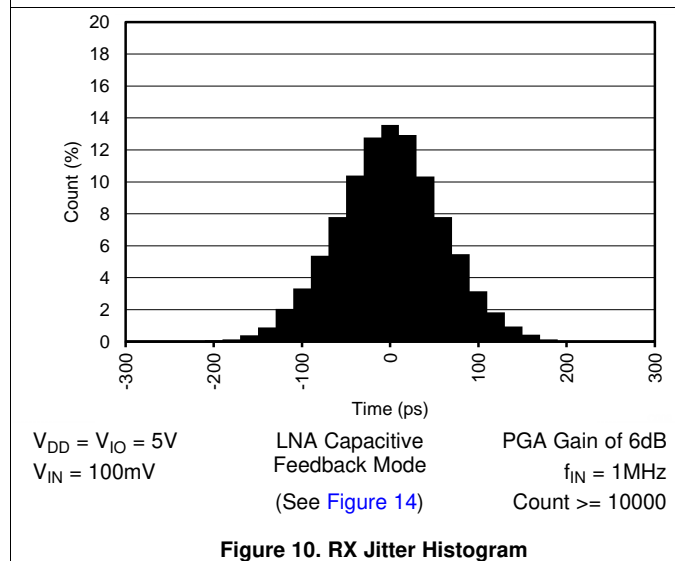 20
18
16
14
12
10
8
6
4
2
0
Count (%)
-300
-200
-100
0
100
200
300
Time (ps)
V_DD = V_IO = 5V
V_IN = 100mV
LNA Capacitive
Feedback Mode
(See Figure 14)
PGA Gain of 6dB
f_IN = 1MHz
Count >= 10000
Figure 10. RX Jitter Histogram